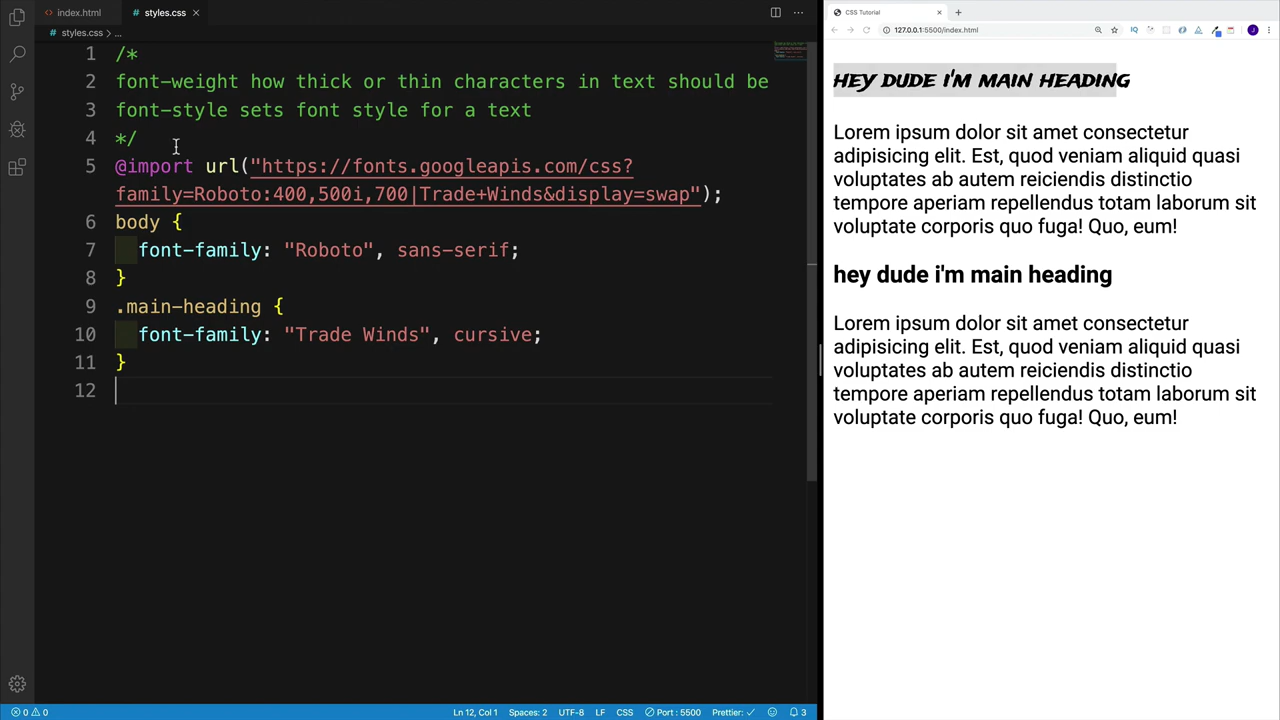 index.html
styles.css
styles.css > ...
1 /*
2 font-weight how thick or thin characters in text should be
3 font-style sets font style for a text
4 */
5 @import url("https://fonts.googleapis.com/css?
family=Roboto:400,500i,700|Trade+Winds&display=swap");
6 body {
7 font-family: "Roboto", sans-serif;
8 }
9 .main-heading {
10 font-family: "Trade Winds", cursive;
11 }
12
0 0
Ln 12, Col 1 Spaces: 2 UTF-8 LF CSS Port : 5500 Prettier: 3
CSS Tutorial
127.0.0.1:5500/index.html
hey dude i'm main heading
Lorem ipsum dolor sit amet consectetur
adipisicing elit. Est, quod veniam aliquid quasi
voluptates ab autem reiciendis distinctio
tempore aperiam repellendus totam laborum sit
voluptate corporis quo fuga! Quo, eum!
hey dude i'm main heading
Lorem ipsum dolor sit amet consectetur
adipisicing elit. Est, quod veniam aliquid quasi
voluptates ab autem reiciendis distinctio
tempore aperiam repellendus totam laborum sit
voluptate corporis quo fuga! Quo, eum!